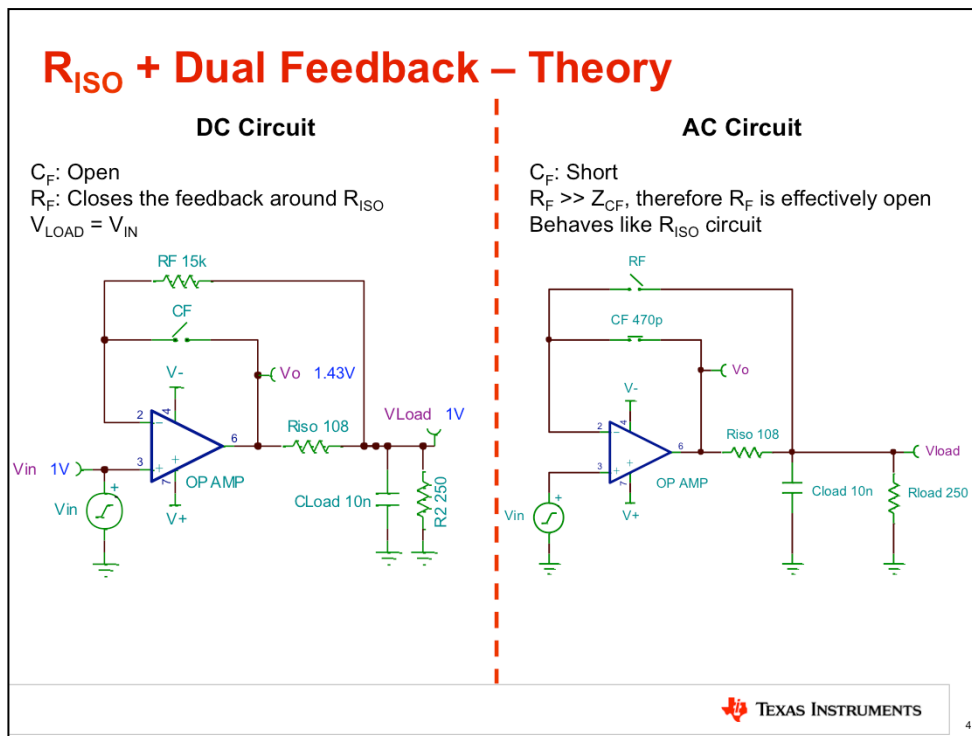 RISO + Dual Feedback – Theory
DC Circuit
CF: Open
RF: Closes the feedback around RISO
VLOAD = VIN
RF 15k
CF
V-
Vo 1.43V
2
4
6
Riso 108
VLoad 1V
Vin 1V
3
7
OP AMP
Vin
V+
CLoad 10n
R2 250
+
-
+
+
AC Circuit
CF: Short
RF >> ZCF, therefore RF is effectively open
Behaves like RISO circuit
RF
CF 470p
Vo
V-
2
4
6
Riso 108
Vload
3
7
OP AMP
Vin
V+
Cload 10n
Rload 250
+
-
+
+
TEXAS INSTRUMENTS
4